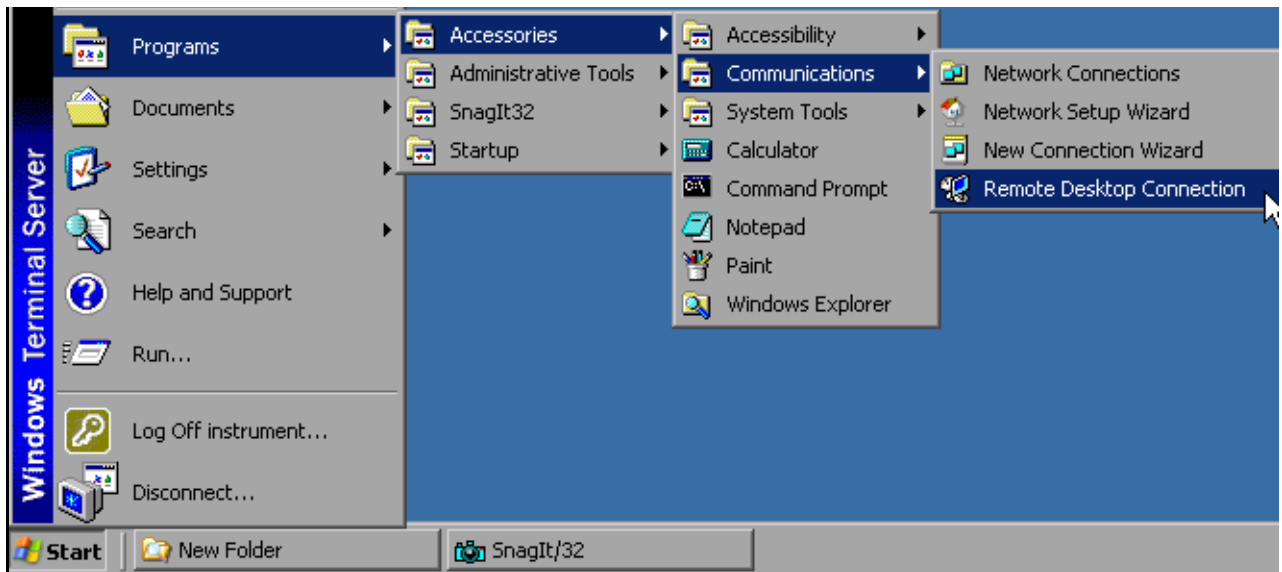 Programs
Documents
Settings
Search
Help and Support
Run...
Log Off instrument...
Disconnect...
Windows Terminal Server
Accessories
Administrative Tools
SnagIt32
Startup
Accessibility
Communications
System Tools
Calculator
Command Prompt
Notepad
Paint
Windows Explorer
Network Connections
Network Setup Wizard
New Connection Wizard
Remote Desktop Connection
Start
New Folder
SnagIt/32